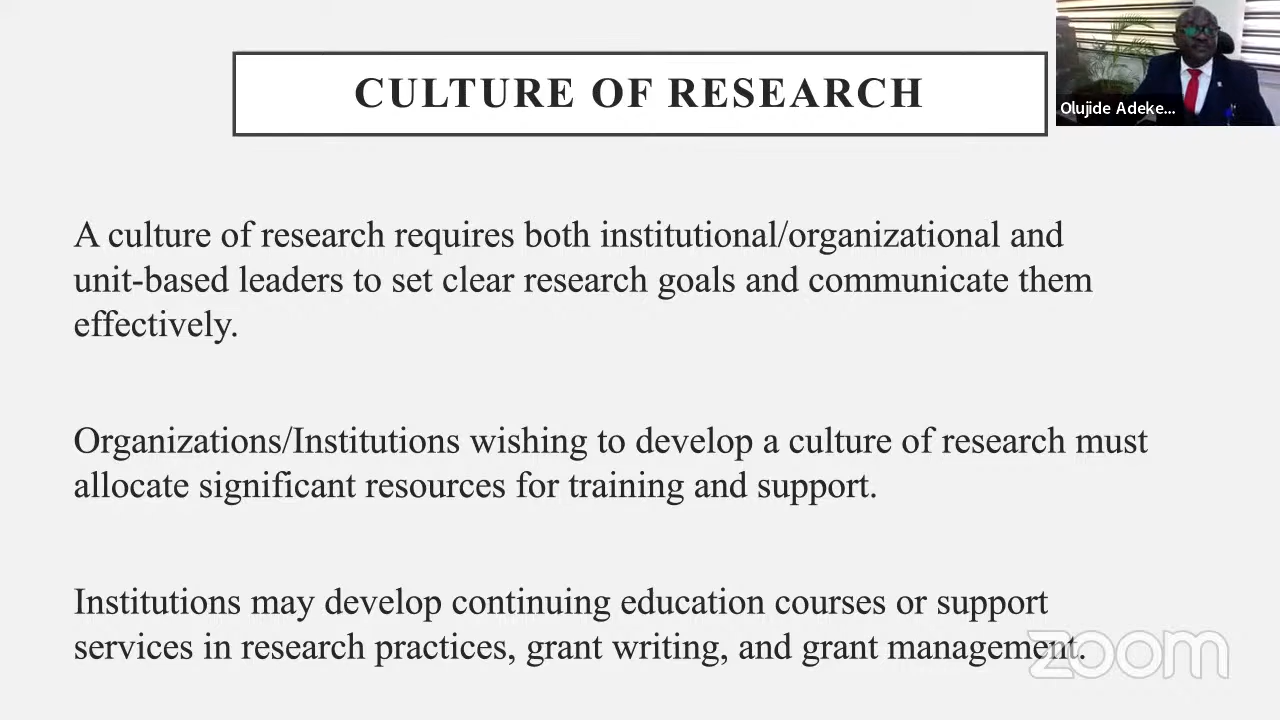 CULTURE OF RESEARCH
Olujide Adeke...
A culture of research requires both institutional/organizational and
unit-based leaders to set clear research goals and communicate them
effectively.
Organizations/Institutions wishing to develop a culture of research must
allocate significant resources for training and support.
Institutions may develop continuing education courses or support
services in research practices, grant writing, and grant management.
zoom